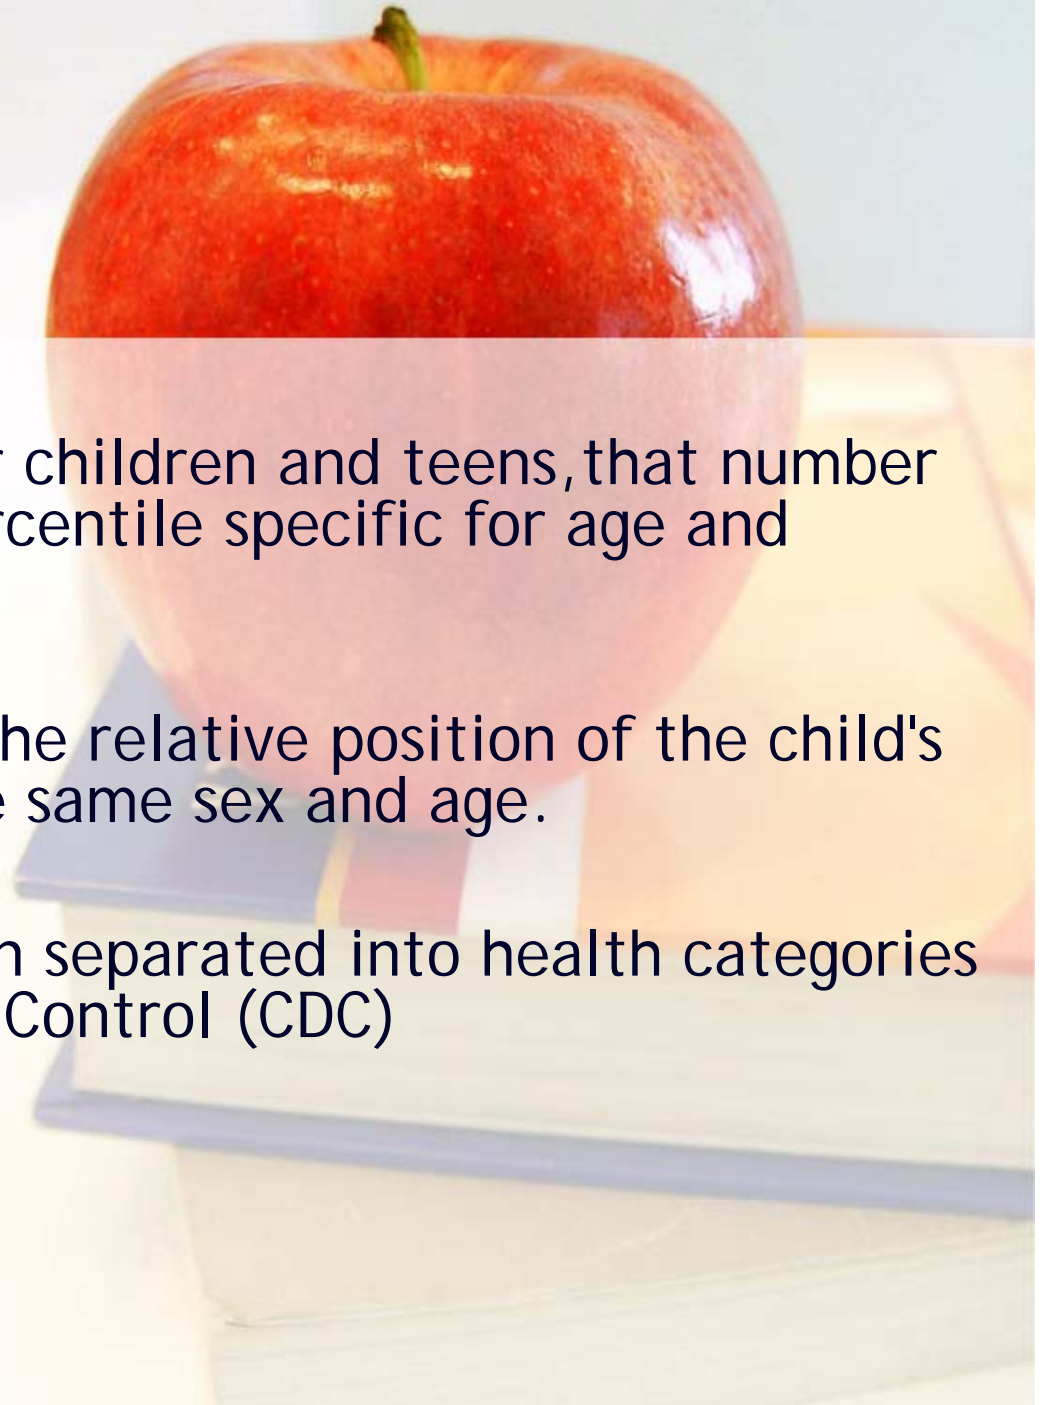 children and teens,that number
rcentile specific for age and
he relative position of the child's
same sex and age.
n separated into health categories
Control (CDC)